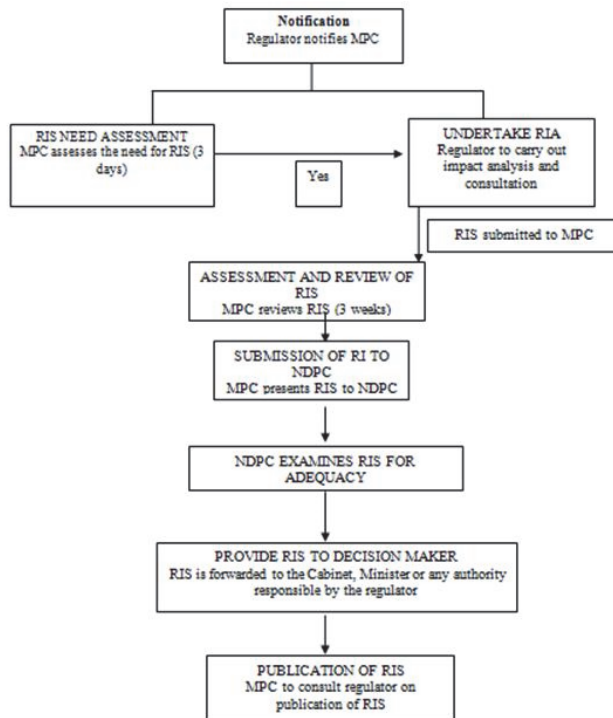 Notification
Regulator notifies MPC
RIS NEED ASSESSMENT
MPC assesses the need for RIS (3
days)
Yes
UNDERTAKE RIA
Regulator to carry out
impact analysis and
consultation
RIS submitted to MPC
ASSESSMENT AND REVIEW OF
RIS
MPC reviews RIS (3 weeks)
SUBMISSION OF RI TO
NDPC
MPC presents RIS to NDPC
NDPC EXAMINES RIS FOR
ADEQUACY
PROVIDE RIS TO DECISION MAKER
RIS is forwarded to the Cabinet, Minister or any authority
responsible by the regulator
PUBLICATION OF RIS
MPC to consult regulator on
publication of RIS